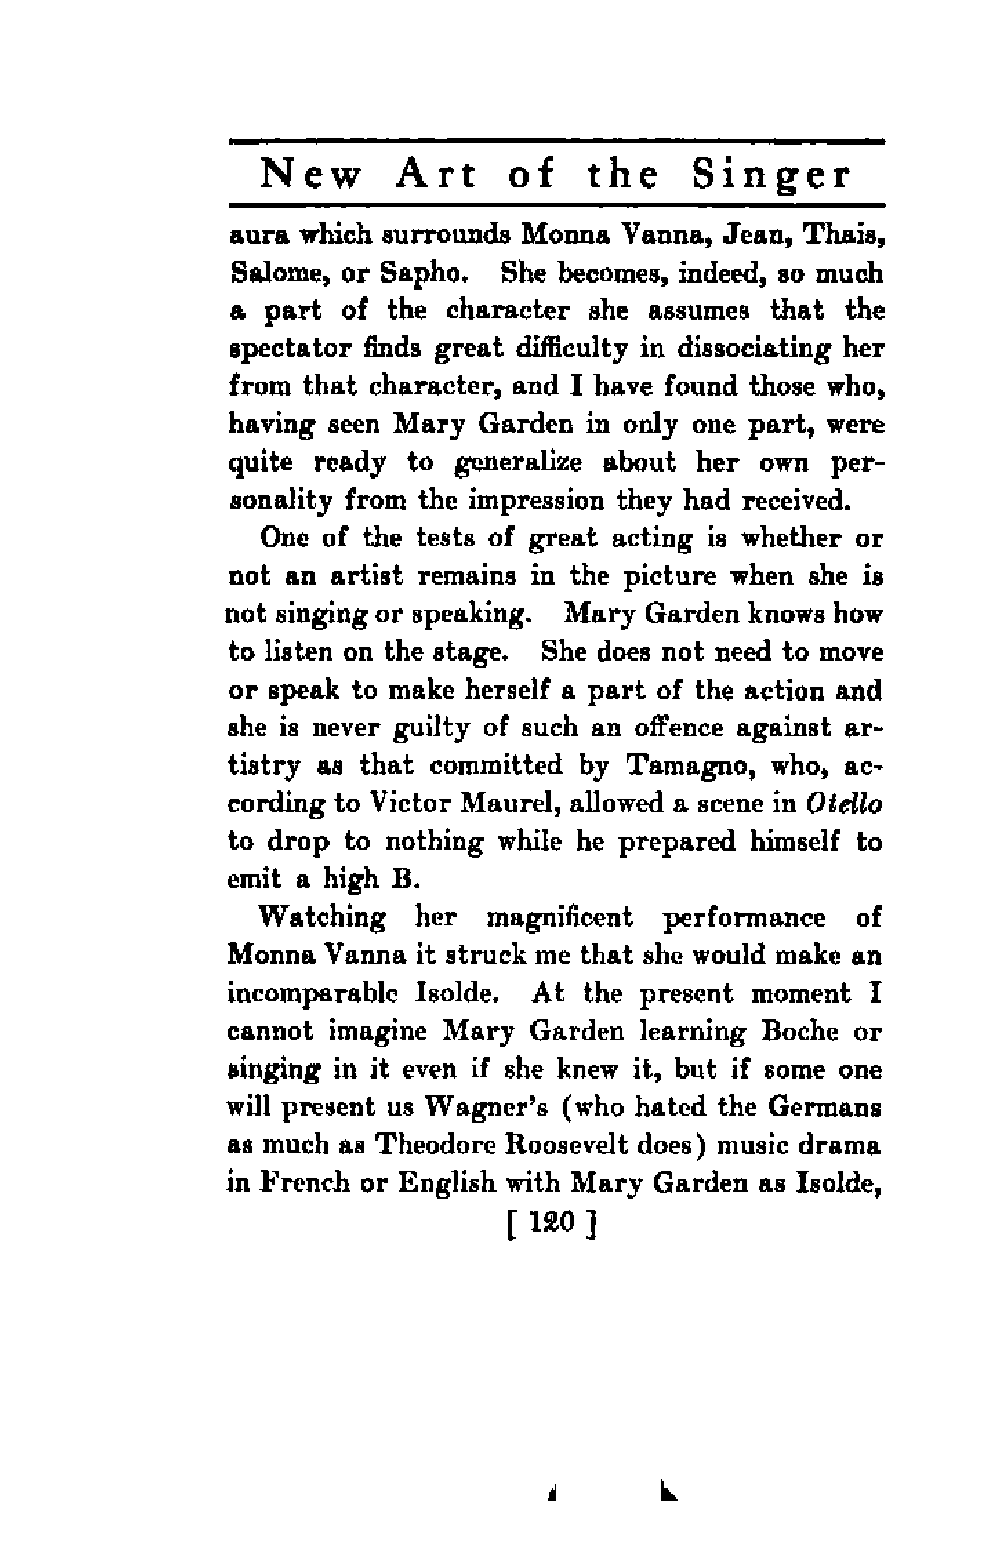 New Art of the Singer
aura which surrounds Monna Vanna, Jean, Thais,
Salome, or Sapho. She becomes, indeed, so much
a part of the character she assumes that the
spectator finds great difficulty in dissociating her
from that character, and I have found those who,
having seen Mary Garden in only one part, were
quite ready to generalize about her own per-
sonality from the impression they had received.
One of the tests of great acting is whether or
not an artist remains in the picture when she is
not singing or speaking. Mary Garden knows how
to listen on the stage. She does not need to move
or speak to make herself a part of the action and
she is never guilty of such an offence against ar-
tistry as that committed by Tamagno, who, ac-
cording to Victor Maurel, allowed a scene in Otello
to drop to nothing while he prepared himself to
emit a high B.
Watching her magnificent performance of
Monna Vanna it struck me that she would make an
incomparable Isolde. At the present moment I
cannot imagine Mary Garden learning Boche or
singing in it even if she knew it, but if some one
will present us Wagner's (who hated the Germans
as much as Theodore Roosevelt does) music drama
in French or English with Mary Garden as Isolde,
[ 120 ]